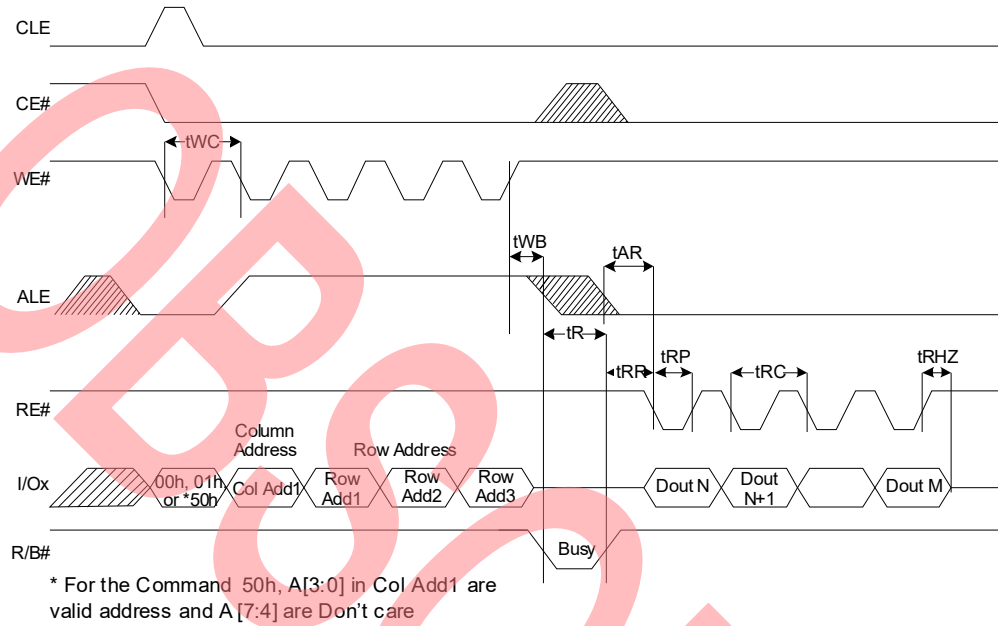 CLE
CE#
tWC
WE#
tWB
tAR
ALE
tR
tRR
tRP
tRC
tRHZ
RE#
Column
Address
Row Address
I/Ox
00h, 01h
or *50h
Col Add1
Row
Add1
Row
Add2
Row
Add3
Dout N
Dout
N+1
Dout M
R/B#
Busy
* For the Command 50h, A[3:0] in Col Add1 are
valid address and A [7:4] are Don't care
OBSO